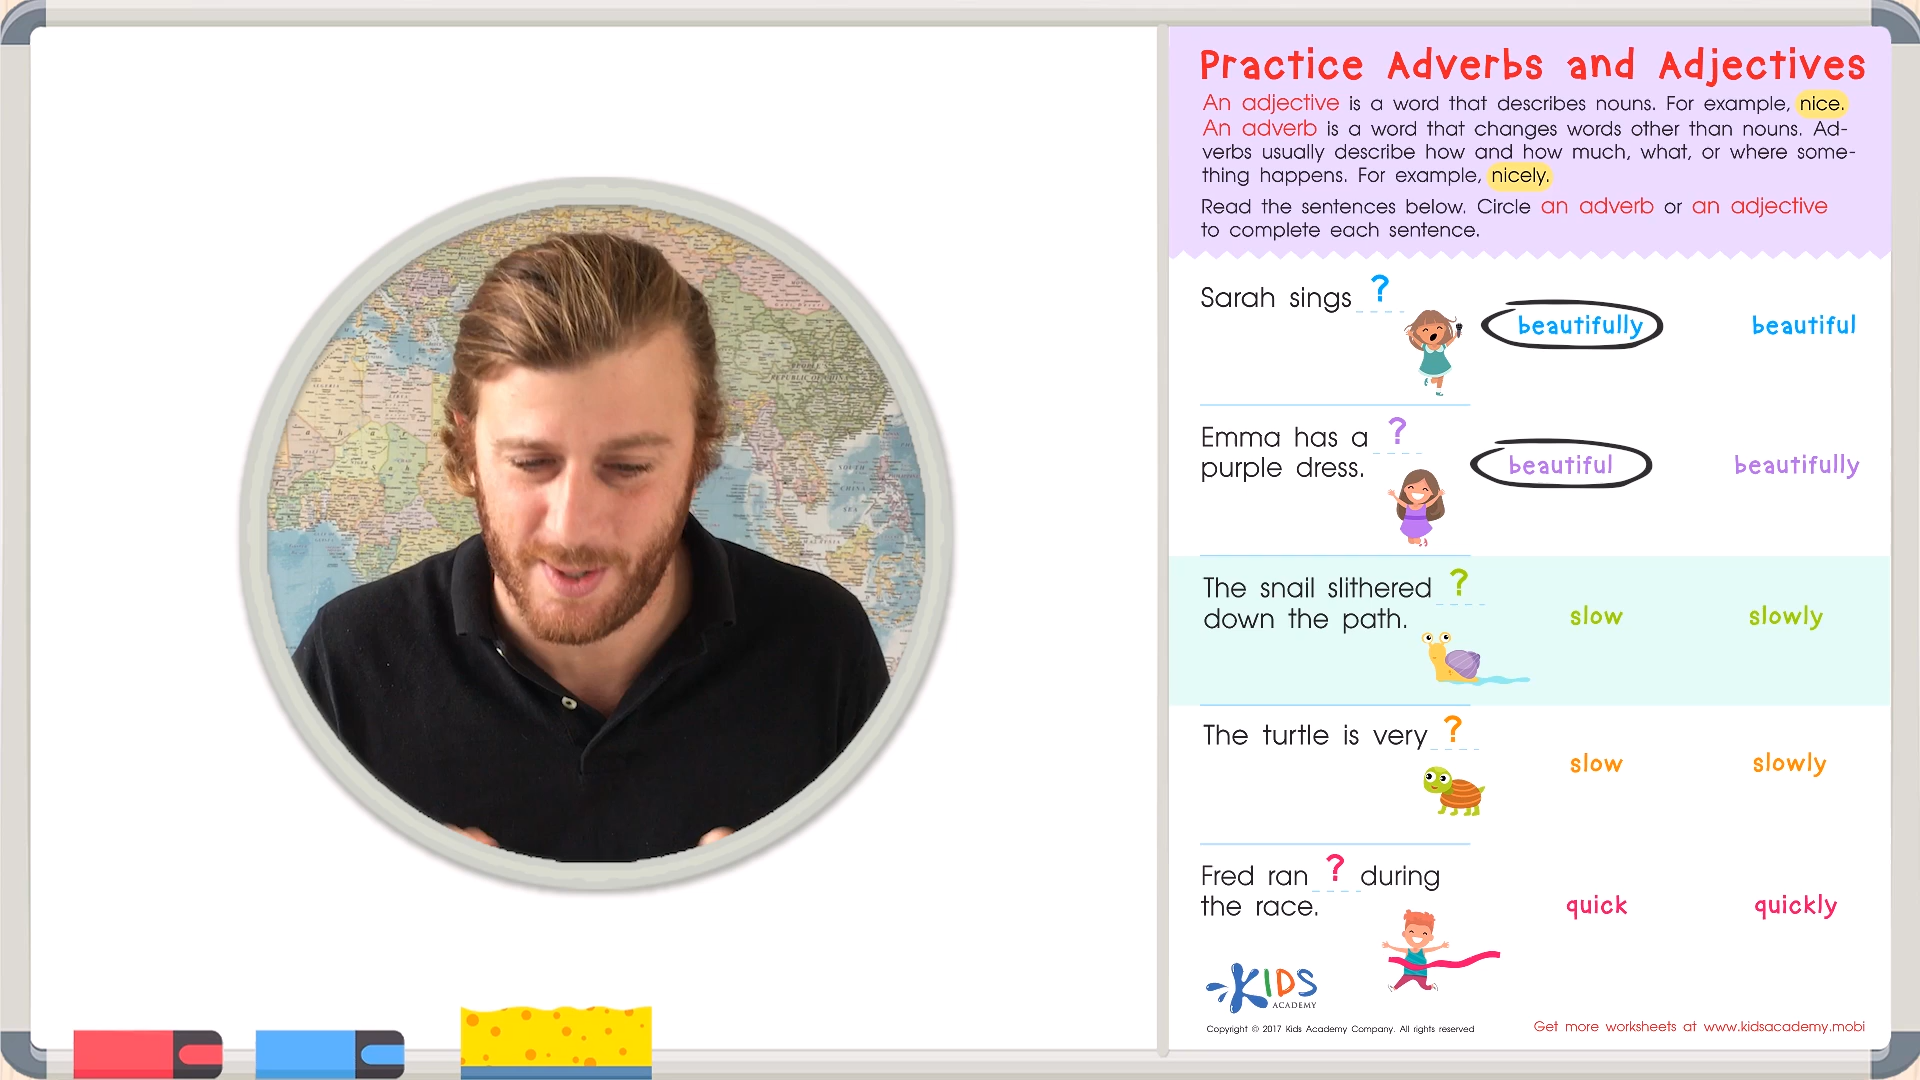 Practice Adverbs and Adjectives
An adjective is a word that describes nouns. For example, nice.
An adverb is a word that changes words other than nouns. Ad-
verbs usually describe how and how much, what, or where some-
thing happens. For example, nicely.
Read the sentences below. Circle an adverb or an adjective
to complete each sentence.
Sarah sings ?
beautifully beautiful
Emma has a ?
purple dress.
beautiful beautifully
The snail slithered ?
down the path.
slow slowly
The turtle is very ?
slow slowly
Fred ran ? during
the race.
quick quickly
KIDS
ACADEMY
Copyright © 2017 Kids Academy Company. All rights reserved
Get more worksheets at www.kidsacademy.mobi